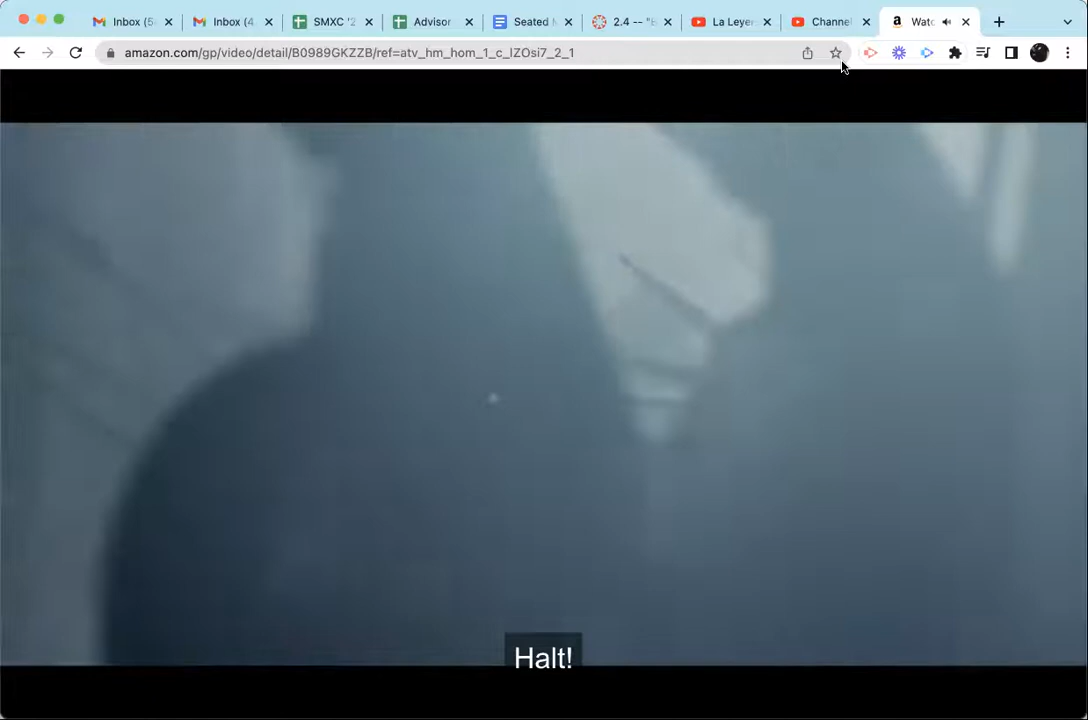 Inbox (5
Inbox (4
SMXC '2
Advisor
Seated M
2.4 -- "E
La Leyer
Channel
Watc
amazon.com/gp/video/detail/B0989GKZZB/ref=atv_hm_hom_1_c_lZOsi7_2_1
Halt!